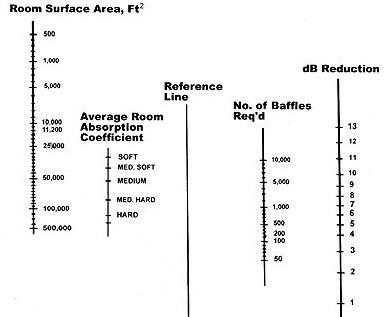 Room Surface Area, Ft²
500
1,000
5,000
10,000
11,200
25,000
50,000
100,000
500,000
Average Room
Absorption
Coefficient
SOFT
MED. SOFT
MEDIUM
MED. HARD
HARD
Reference
Line
No. of Baffles
Req'd
10,000
5,000
1,000
500
200
100
50
dB Reduction
13
12
11
10
9
8
7
6
5
4
3
2
1